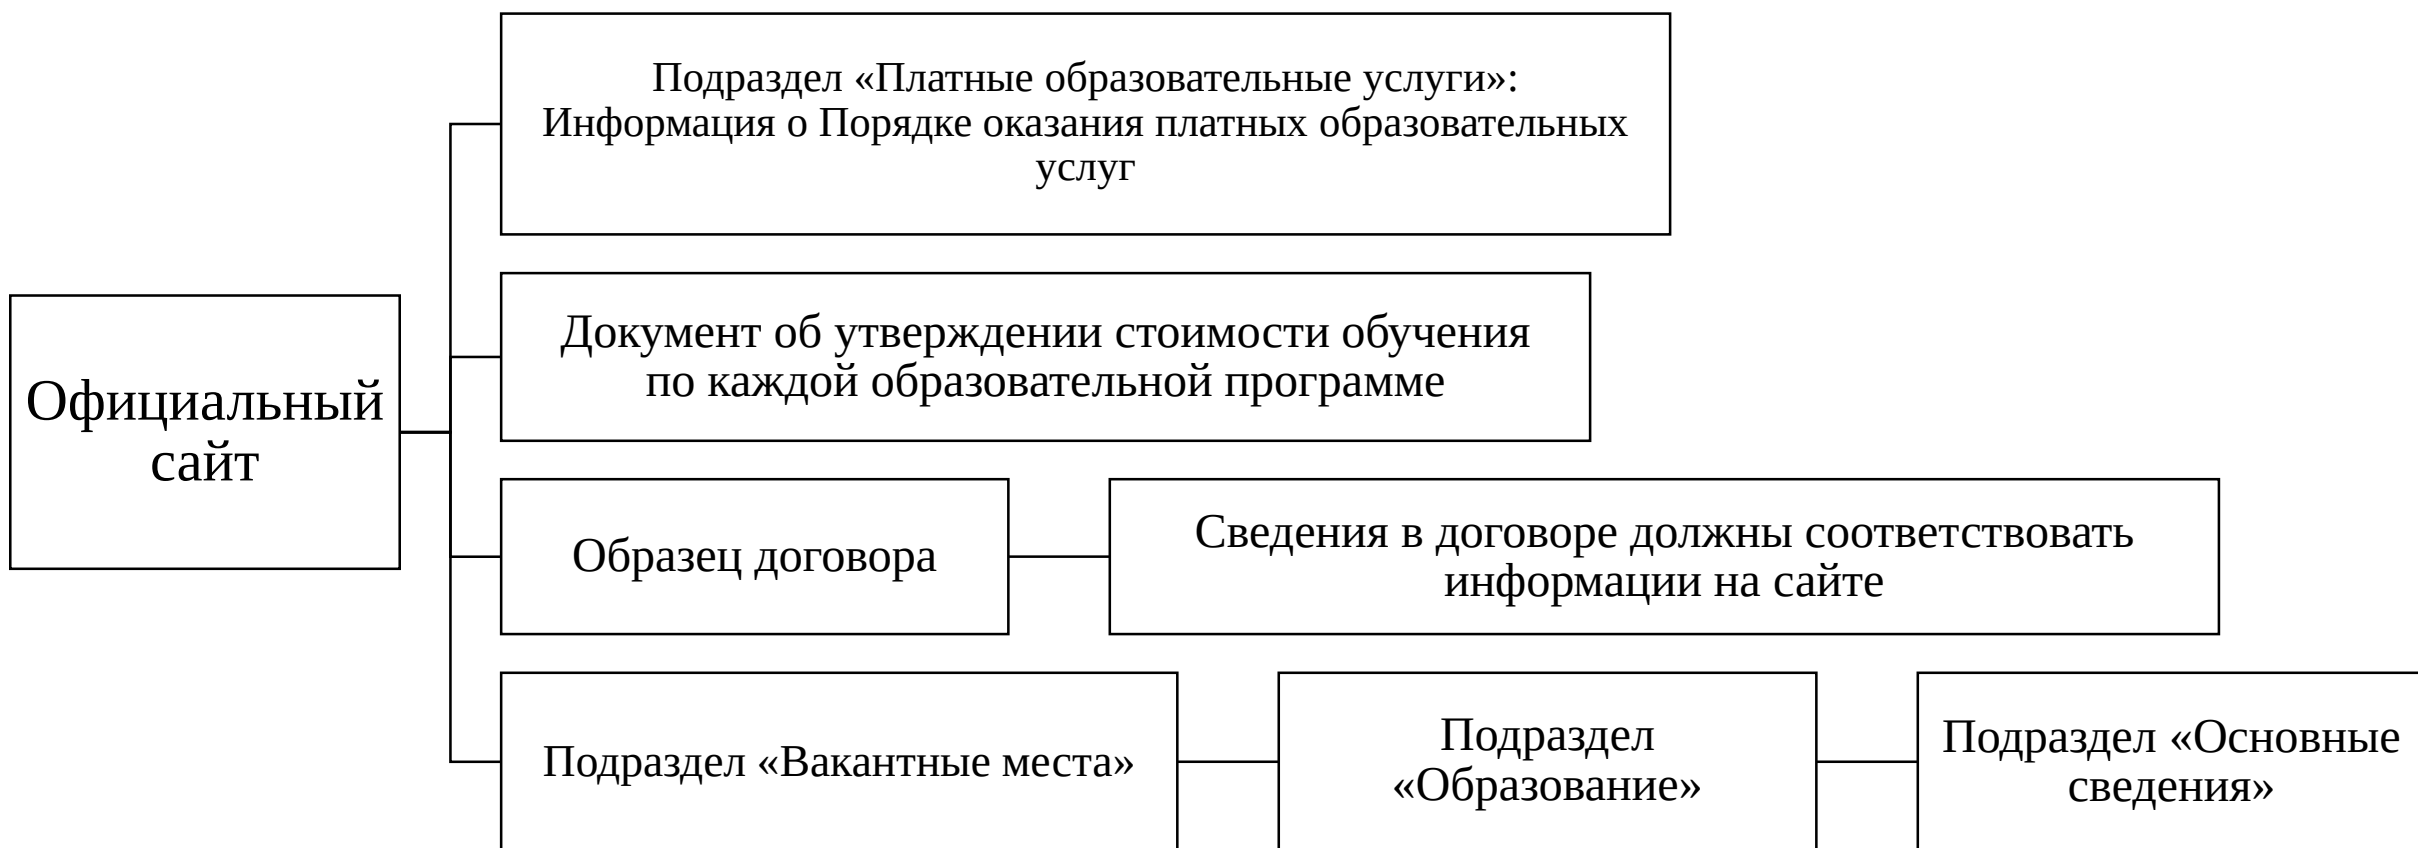 Подраздел «Платные образовательные услуги»:
Информация о Порядке оказания платных образовательных
услуг
Официальный
сайт
Документ об утверждении стоимости обучения
по каждой образовательной программе
Образец договора
Сведения в договоре должны соответствовать
информации на сайте
Подраздел «Вакантные места»
Подраздел
«Образование»
Подраздел «Основные
сведения»